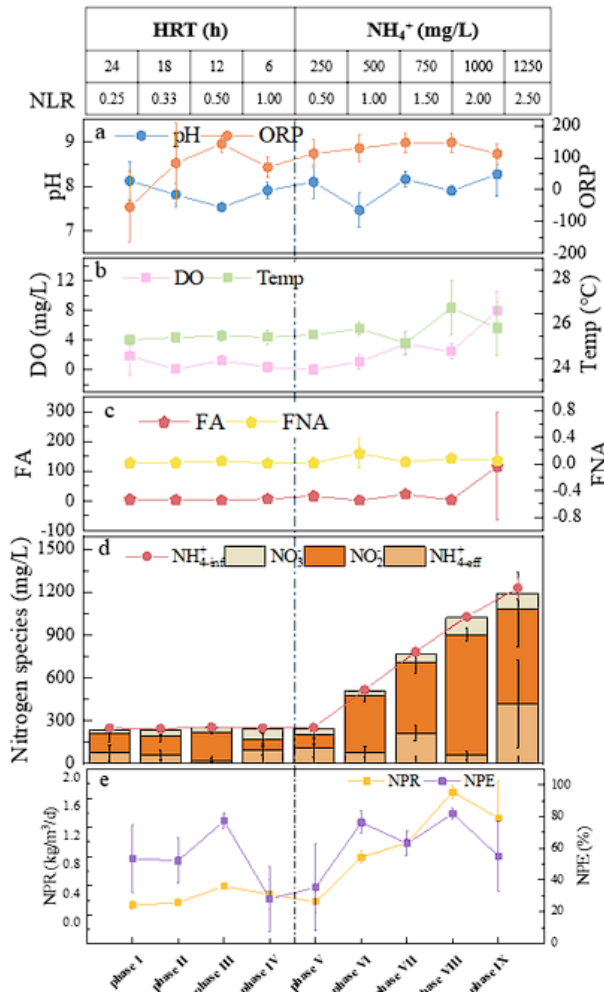 HRT (h) NH₄⁺ (mg/L)
24 18 12 6 250 500 750 1000 1250
NLR 0.25 0.33 0.50 1.00 0.50 1.00 1.50 2.00 2.50
a pH ORP
pH
9
8
7
ORP
200
100
0
-100
-200
b DO Temp
DO (mg/L)
12
8
4
0
Temp (°C)
28
26
24
22
c FA FNA
FA
300
200
100
0
-100
FNA
0.8
0.4
0.0
-0.4
-0.8
d NH₄⁺-inf NO₃⁻ NO₂⁻ NH₄⁺-eff
Nitrogen species (mg/L)
1500
1200
900
600
300
0
e NPR NPE
NPR (kg/m³/d)
2.0
1.6
1.2
0.8
0.4
0.0
NPE (%)
100
80
60
40
20
0
phase I phase II phase III phase IV phase V phase VI phase VII phase VIII phase IX